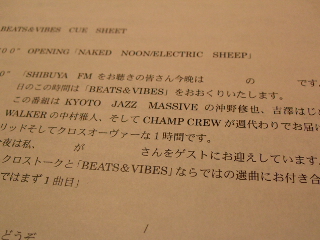 BEATS&VIBES CUE SHEET
00" OPENING「NAKED NOON/ELECTRIC SHEEP」
0"「SHIBUYA FM をお聴きの皆さん今晩は の です
日のこの時間は「BEATS&VIBES」をおおくりいたします。
この番組は KYOTO JAZZ MASSIVE の沖野修也、吉澤はじ
WALKER の中村雅人、そして CHAMP CREW が週代わりでお届
リッドそしてクロスオーヴァーな1時間です。
夜は私、 が さんをゲストにお迎えしています。
クロストークと「BEATS&VIBES」ならではの選曲にお付き合
ではまず1曲目」
どうぞ